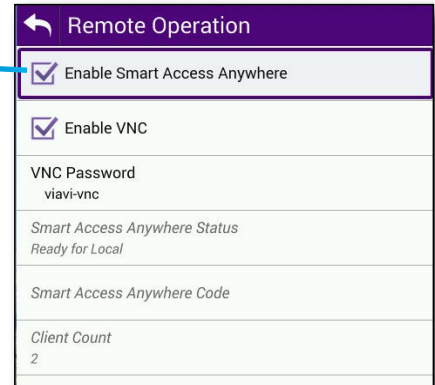 Remote Operation
Enable Smart Access Anywhere
Enable VNC
VNC Password
viavi-vnc
Smart Access Anywhere Status
Ready for Local
Smart Access Anywhere Code
Client Count
2